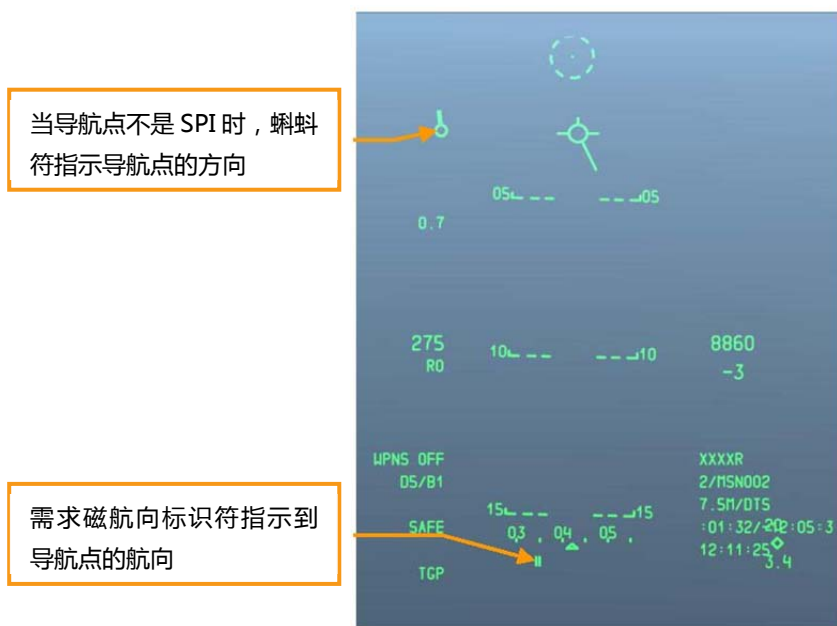 当导航点不是 SPI 时，蝌蚪
符指示导航点的方向
05 05
0.7
275 10 10 8860
R0 -3
WPNS OFF XXXXR
D5/B1 2/MSN002
15 15 7.5M/DTS
需求磁航向标识符指示到
导航点的航向
SAFE 03 . 04 . 05 . :01:32/
12:11:25
3.4
TGP